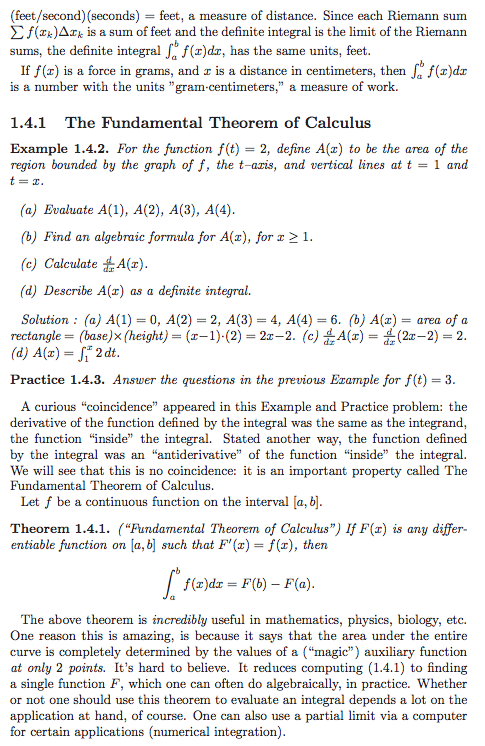 (feet/second)(seconds) = feet, a measure of distance. Since each Riemann sum
∑ f(xₖ)Δxₖ is a sum of feet and the definite integral is the limit of the Riemann
sums, the definite integral ∫ₐᵇ f(x)dx, has the same units, feet.
If f(x) is a force in grams, and x is a distance in centimeters, then ∫ₐᵇ f(x)dx
is a number with the units ”gram·centimeters,” a measure of work.
1.4.1 The Fundamental Theorem of Calculus
Example 1.4.2. For the function f(t) = 2, define A(x) to be the area of the
region bounded by the graph of f, the t−axis, and vertical lines at t = 1 and
t = x.
(a) Evaluate A(1), A(2), A(3), A(4).
(b) Find an algebraic formula for A(x), for x ≥ 1.
(c) Calculate d/dx A(x).
(d) Describe A(x) as a definite integral.
Solution : (a) A(1) = 0, A(2) = 2, A(3) = 4, A(4) = 6. (b) A(x) = area of a
rectangle = (base)×(height) = (x−1)·(2) = 2x−2. (c) d/dx A(x) = d/dx (2x−2) = 2.
(d) A(x) = ∫₁ˣ 2 dt.
Practice 1.4.3. Answer the questions in the previous Example for f(t) = 3.
A curious “coincidence” appeared in this Example and Practice problem: the
derivative of the function defined by the integral was the same as the integrand,
the function “inside” the integral. Stated another way, the function defined
by the integral was an “antiderivative” of the function “inside” the integral.
We will see that this is no coincidence: it is an important property called The
Fundamental Theorem of Calculus.
Let f be a continuous function on the interval [a, b].
Theorem 1.4.1. (“Fundamental Theorem of Calculus”) If F(x) is any differ-
entiable function on [a, b] such that F′(x) = f(x), then
∫ₐᵇ f(x)dx = F(b) − F(a).
The above theorem is incredibly useful in mathematics, physics, biology, etc.
One reason this is amazing, is because it says that the area under the entire
curve is completely determined by the values of a (“magic”) auxiliary function
at only 2 points. It’s hard to believe. It reduces computing (1.4.1) to finding
a single function F, which one can often do algebraically, in practice. Whether
or not one should use this theorem to evaluate an integral depends a lot on the
application at hand, of course. One can also use a partial limit via a computer
for certain applications (numerical integration).